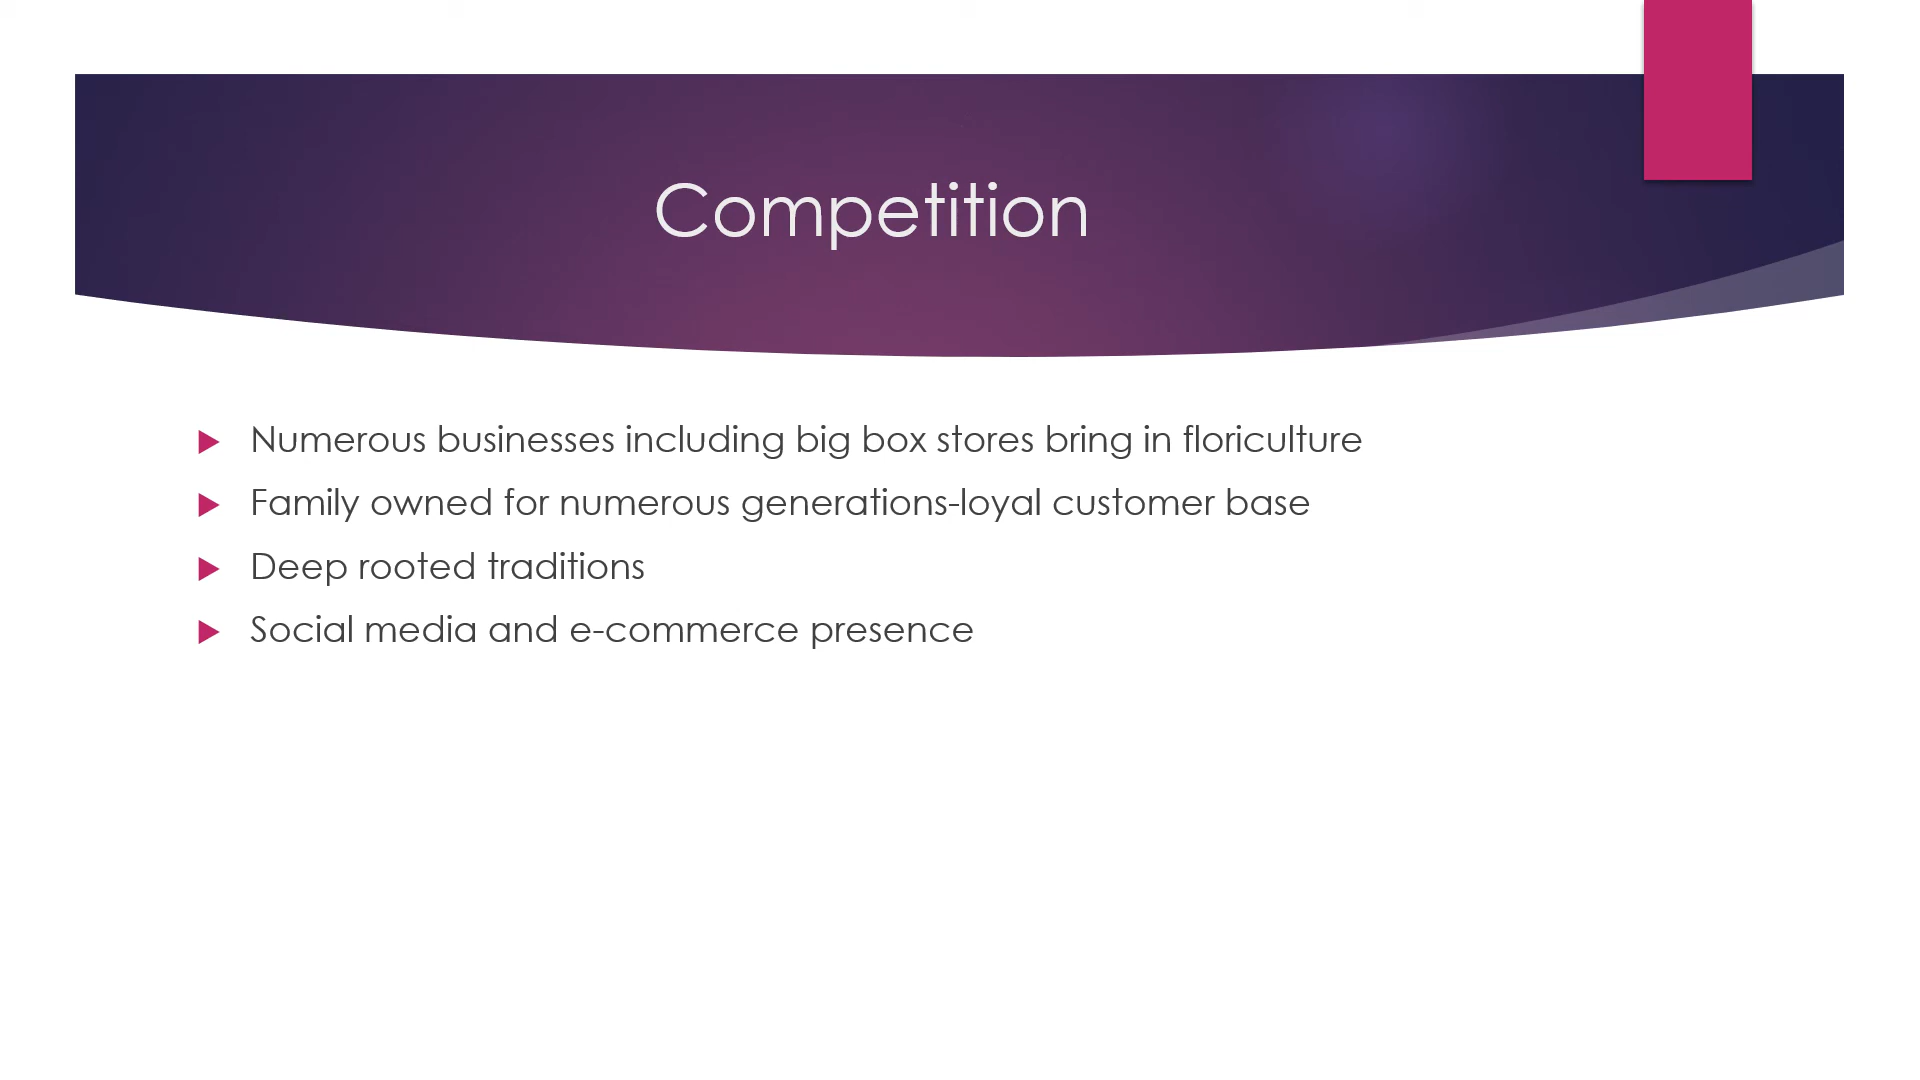 Competition
Numerous businesses including big box stores bring in floriculture
Family owned for numerous generations-loyal customer base
Deep rooted traditions
Social media and e-commerce presence